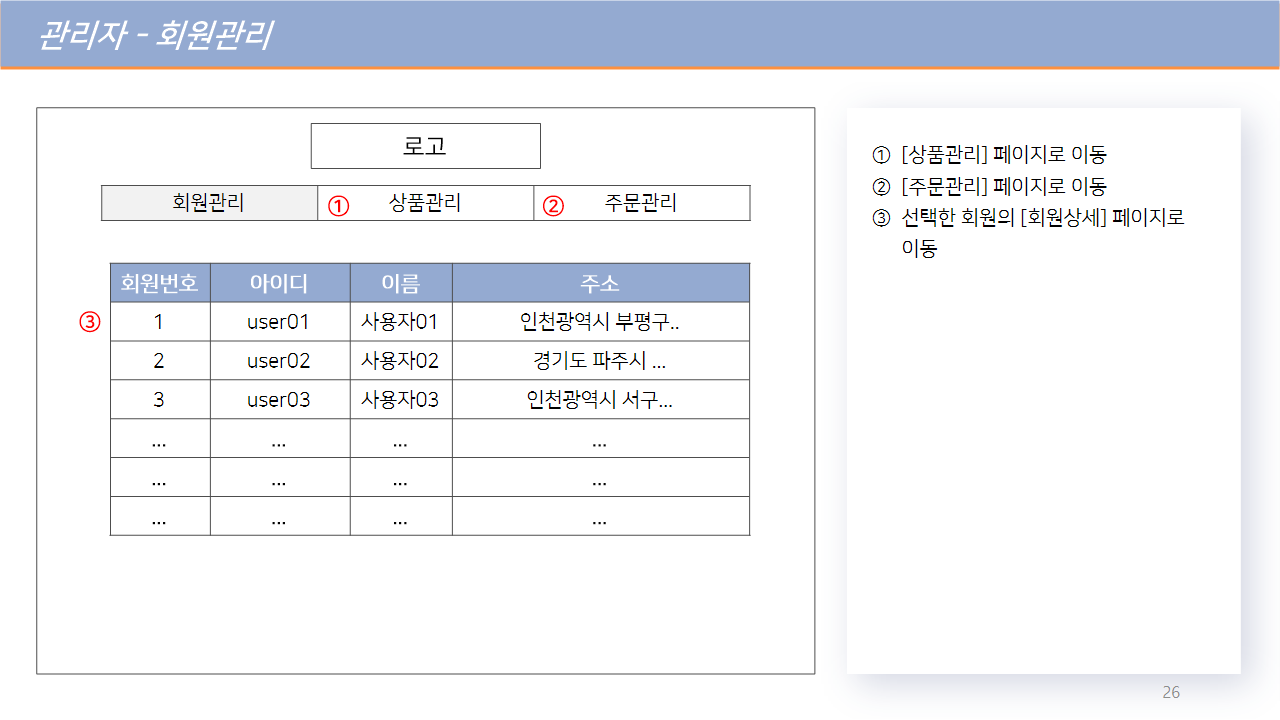 관리자 - 회원관리
로고
회원관리 ① 상품관리 ② 주문관리
회원번호 아이디 이름 주소
③ 1 user01 사용자01 인천광역시 부평구..
2 user02 사용자02 경기도 파주시 ...
3 user03 사용자03 인천광역시 서구...
... ... ... ...
... ... ... ...
... ... ... ...
① [상품관리] 페이지로 이동
② [주문관리] 페이지로 이동
③ 선택한 회원의 [회원상세] 페이지로
이동
26